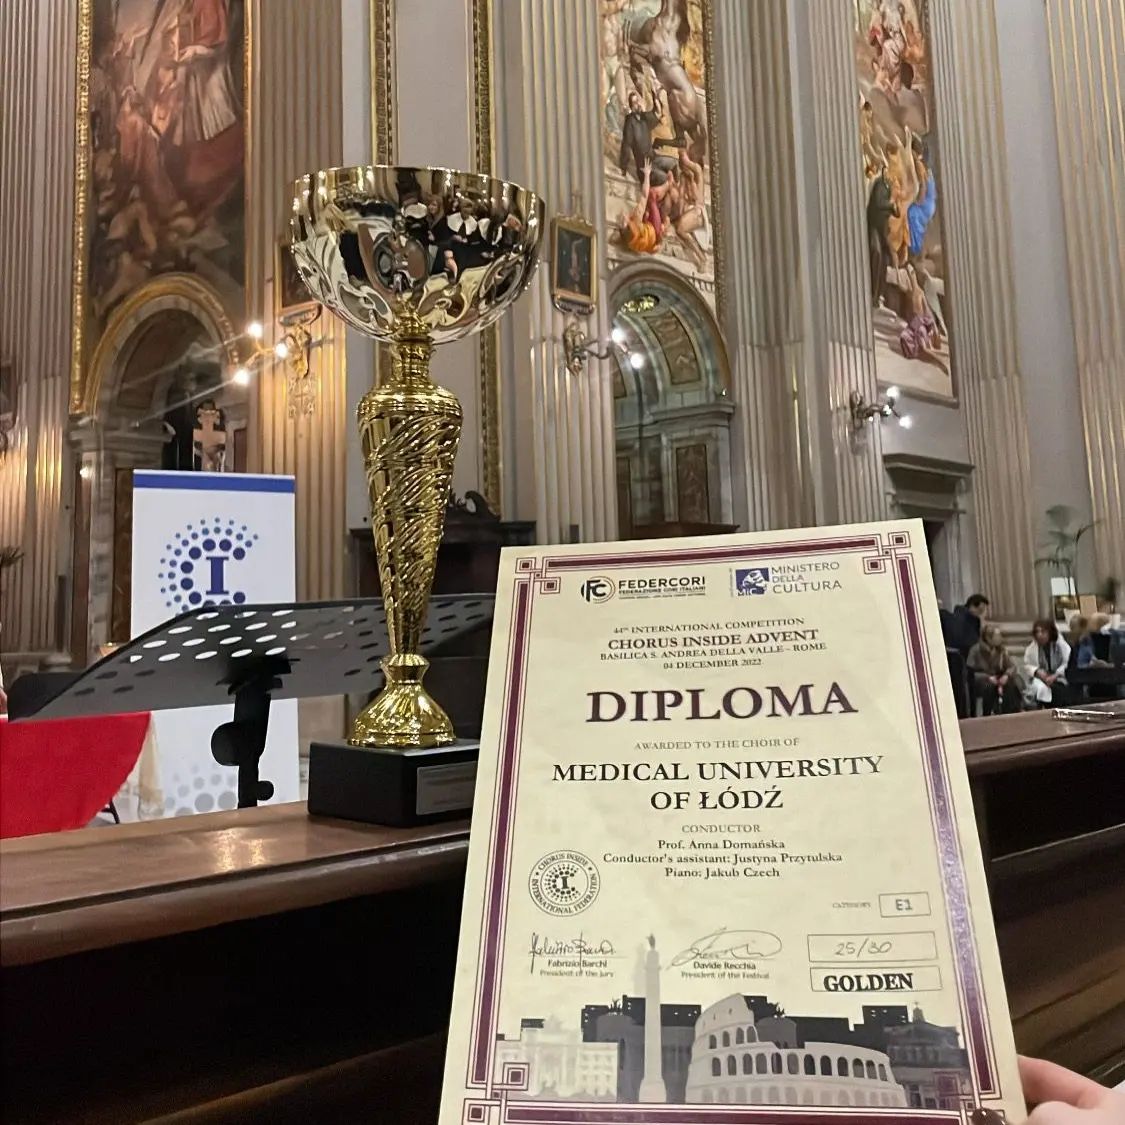 FEDERCORI
FEDERAZIONE CORI ITALIANI
MiC
MINISTERO
DELLA
CULTURA
44TH INTERNATIONAL COMPETITION
CHORUS INSIDE ADVENT
BASILICA S. ANDREA DELLA VALLE - ROME
04 DECEMBER 2022
DIPLOMA
AWARDED TO THE CHOIR OF
MEDICAL UNIVERSITY
OF ŁÓDŹ
CONDUCTOR
Prof. Anna Domańska
Conductor's assistant: Justyna Przytulska
Piano: Jakub Czech
CHORUS INSIDE
INTERNATIONAL FEDERATION
CATEGORY E1
25/30
GOLDEN
Fabrizio Barchi
President of the Jury
Davide Recchia
President of the Festival